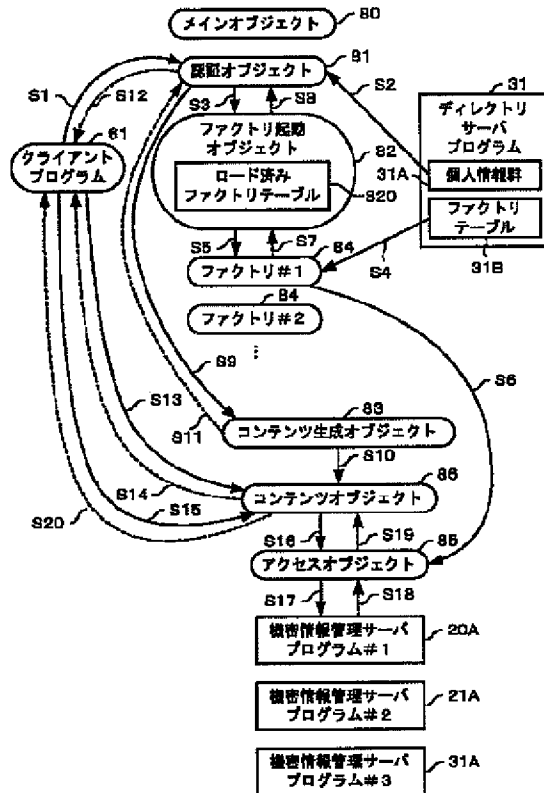 メインオブジェクト
80
認証オブジェクト
81
S1
S12
S3
S8
S2
31
ディレクトリ
サーバ
プログラム
31A
個人情報群
ファクトリ
テーブル
31B
61
クライアント
プログラム
ファクトリ起動
オブジェクト
82
ロード済み
ファクトリテーブル
820
S5
S7
84
S4
ファクトリ#1
84
ファクトリ#2
⋮
S9
S6
S13
S11
83
コンテンツ生成オブジェクト
S10
86
コンテンツオブジェクト
S20
S14
S15
S16
S19
85
アクセスオブジェクト
S17
S18
機密情報管理サーバ
プログラム#1
20A
機密情報管理サーバ
プログラム#2
21A
機密情報管理サーバ
プログラム#3
31A